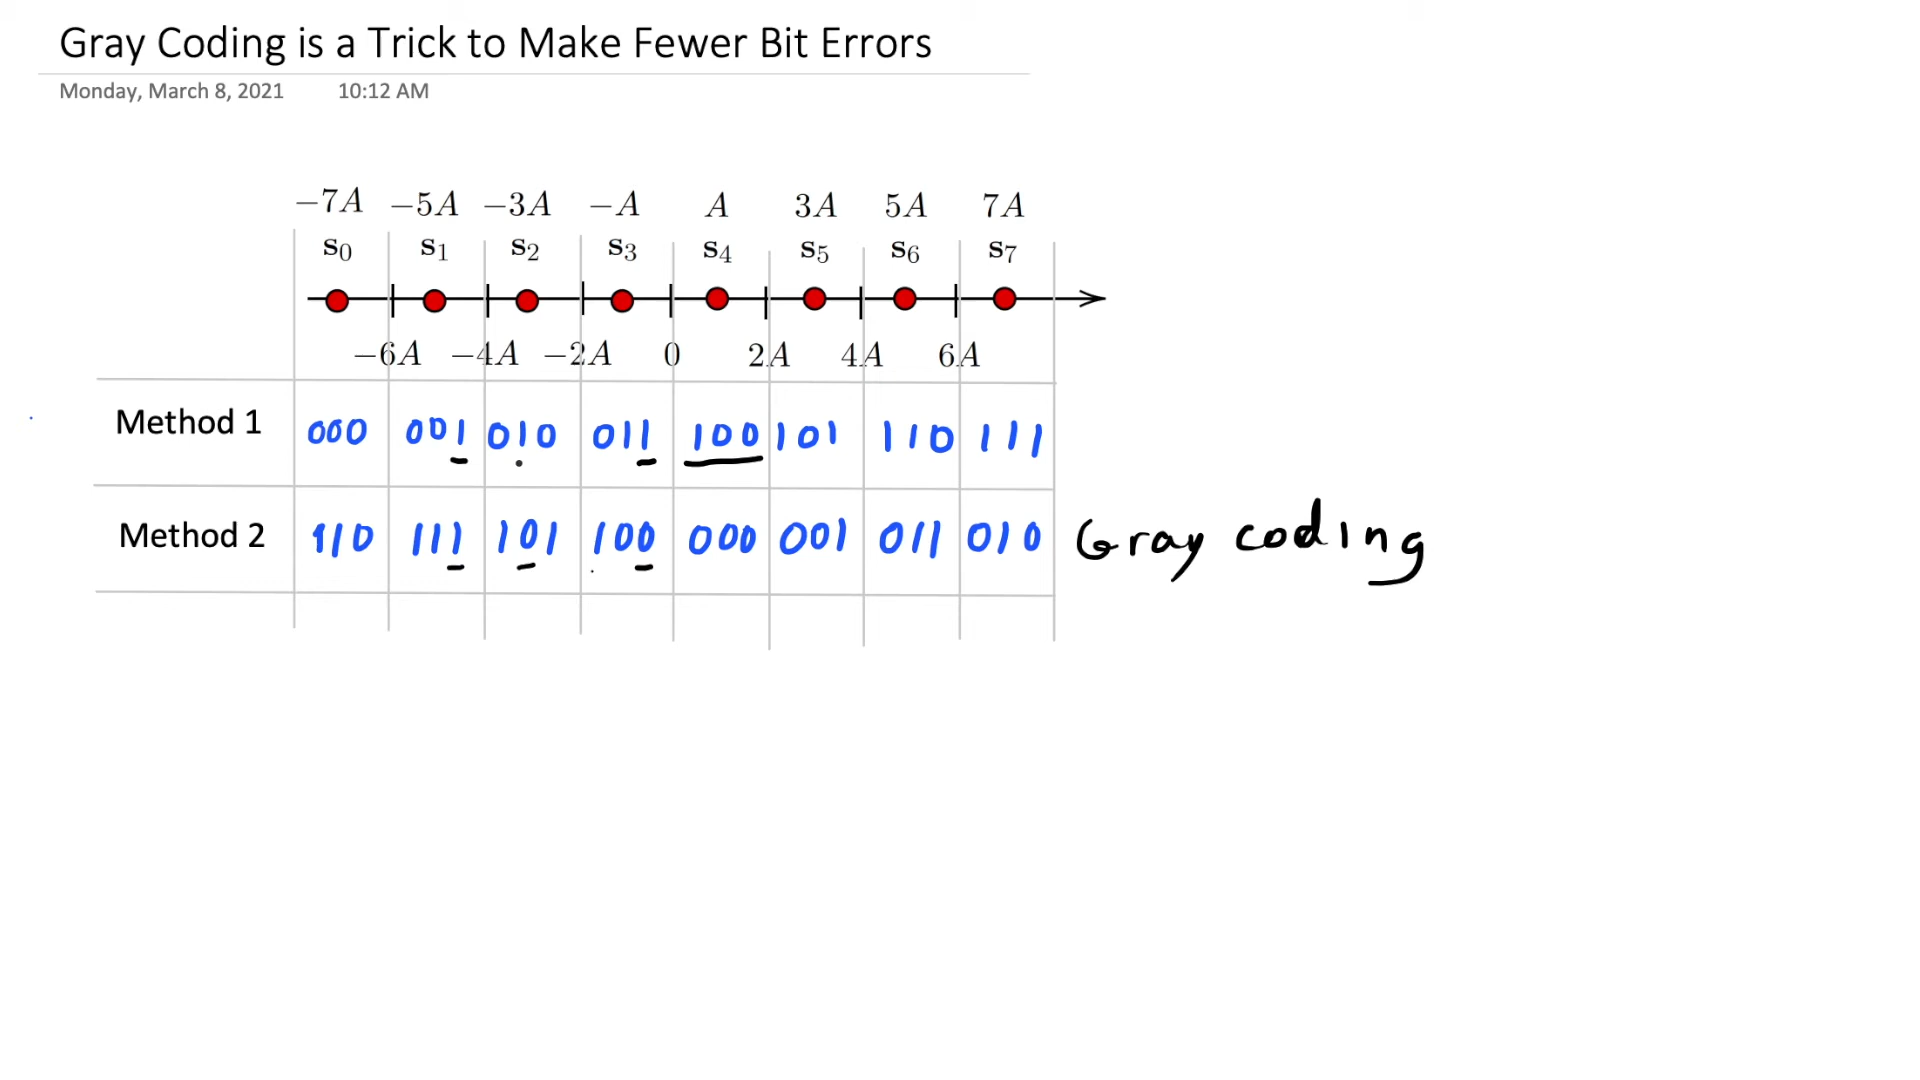 Gray Coding is a Trick to Make Fewer Bit Errors
Monday, March 8, 2021 10:12 AM
−7A −5A −3A −A A 3A 5A 7A
s0 s1 s2 s3 s4 s5 s6 s7
−6A −4A −2A 0 2A 4A 6A
Method 1 000 001 010 011 100 101 110 111
Method 2 110 111 101 100 000 001 011 010 Gray coding